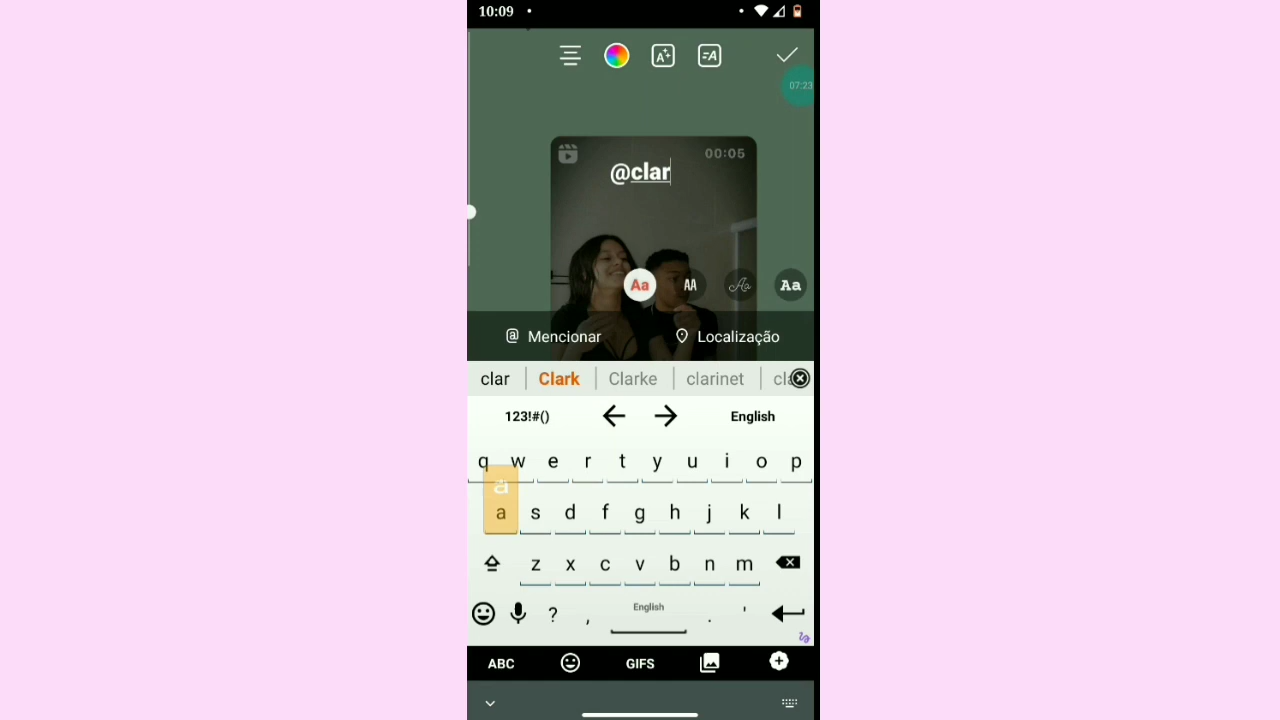 10:09
07:23
00:05
@clar
Aa AA Aa Aa
Mencionar Localização
clar Clark Clarke clarinet
123!#() English
q w e r t y u i o p
a
a s d f g h j k l
z x c v b n m
? , English . '
ABC GIFS